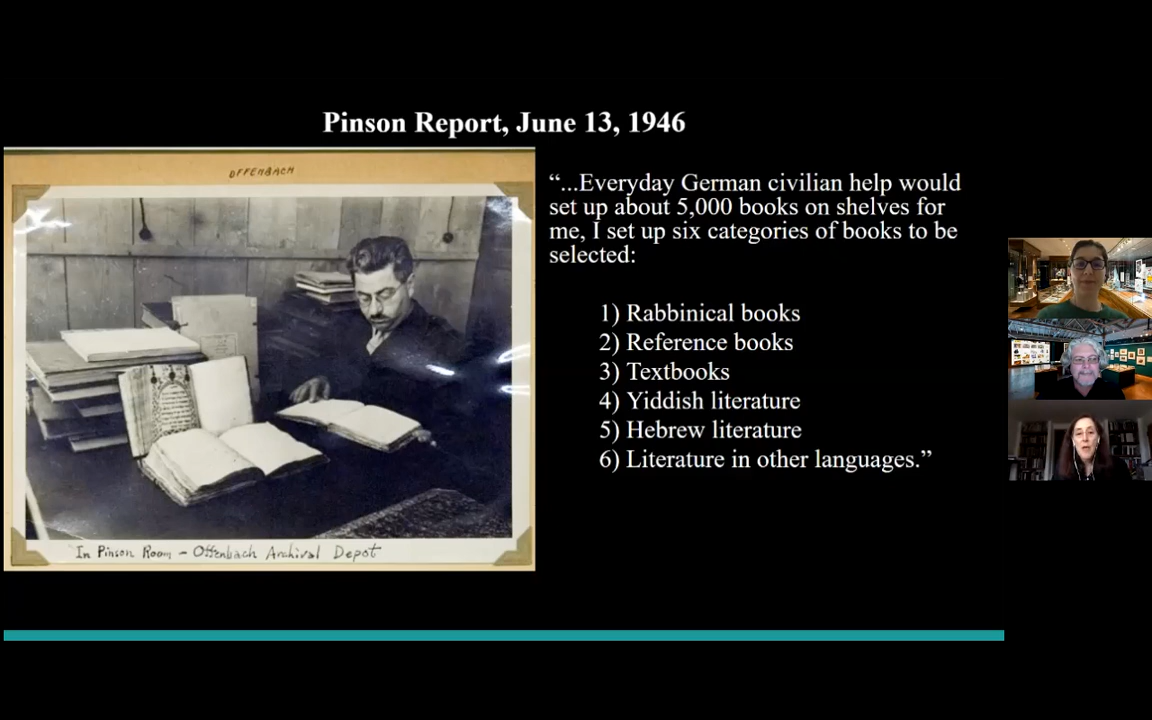 Pinson Report, June 13, 1946
OFFENBACH
In Pinson Room - Offenbach Archival Depot
“...Everyday German civilian help would
set up about 5,000 books on shelves for
me, I set up six categories of books to be
selected:
1) Rabbinical books
2) Reference books
3) Textbooks
4) Yiddish literature
5) Hebrew literature
6) Literature in other languages.”